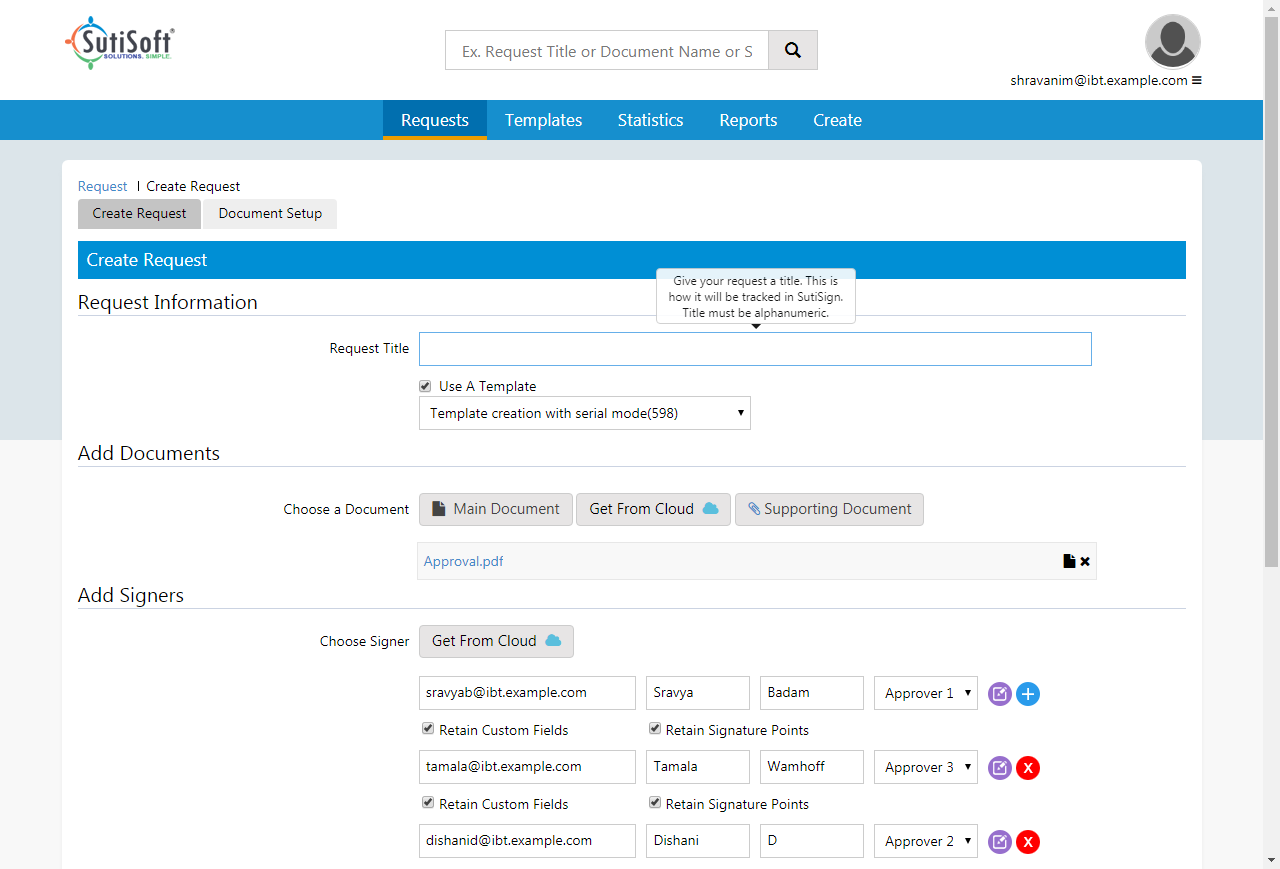 SutiSoft®
SOLUTIONS. SIMPLE.
Ex. Request Title or Document Name or S
shravanim@ibt.example.com
Requests Templates Statistics Reports Create
Request | Create Request
Create Request Document Setup
Create Request
Give your request a title. This is
how it will be tracked in SutiSign.
Title must be alphanumeric.
Request Information
Request Title
Use A Template
Template creation with serial mode(598)
Add Documents
Choose a Document Main Document Get From Cloud Supporting Document
Approval.pdf
Add Signers
Choose Signer Get From Cloud
sravyab@ibt.example.com Sravya Badam Approver 1
Retain Custom Fields Retain Signature Points
tamala@ibt.example.com Tamala Wamhoff Approver 3 X
Retain Custom Fields Retain Signature Points
dishanid@ibt.example.com Dishani D Approver 2 X